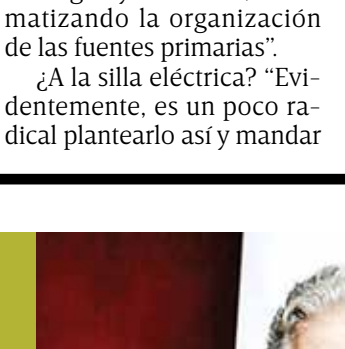 matizando la organización
de las fuentes primarias”.
¿A la silla eléctrica? “Evi-
dentemente, es un poco ra-
dical plantearlo así y mandar